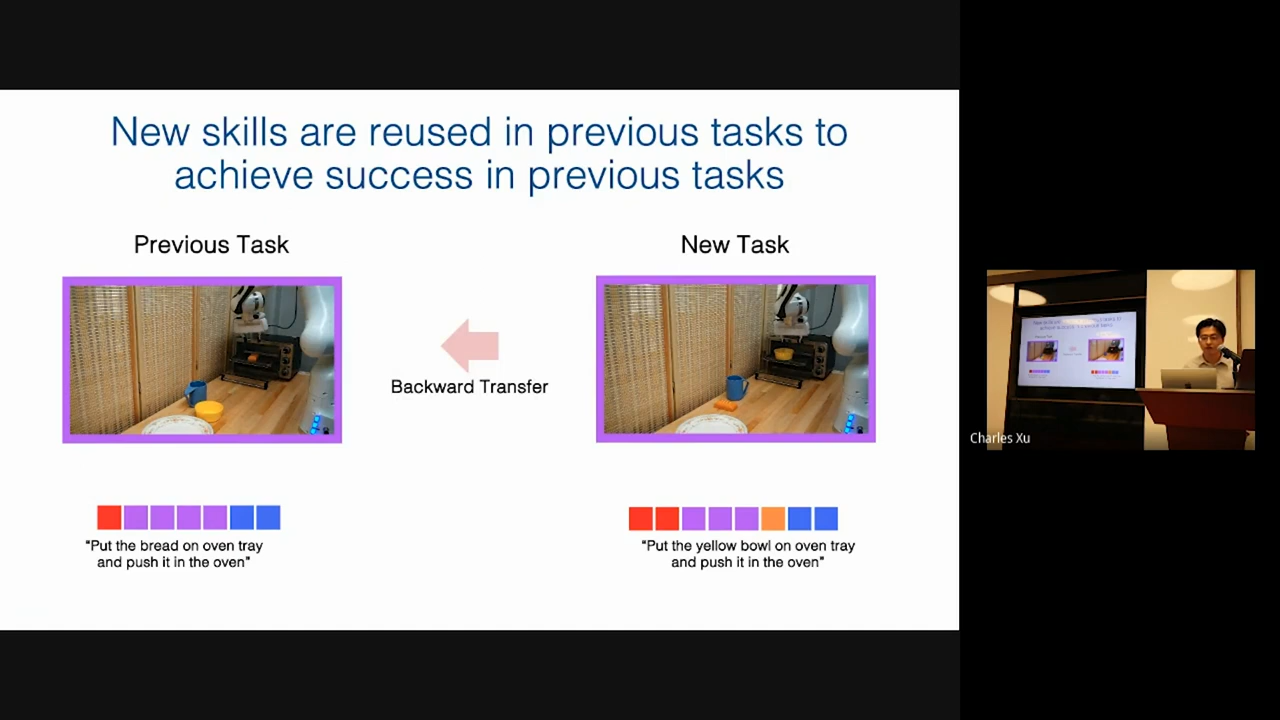 New skills are reused in previous tasks to
achieve success in previous tasks
Previous Task
New Task
Backward Transfer
"Put the bread on oven tray
and push it in the oven"
"Put the yellow bowl on oven tray
and push it in the oven"
Charles Xu